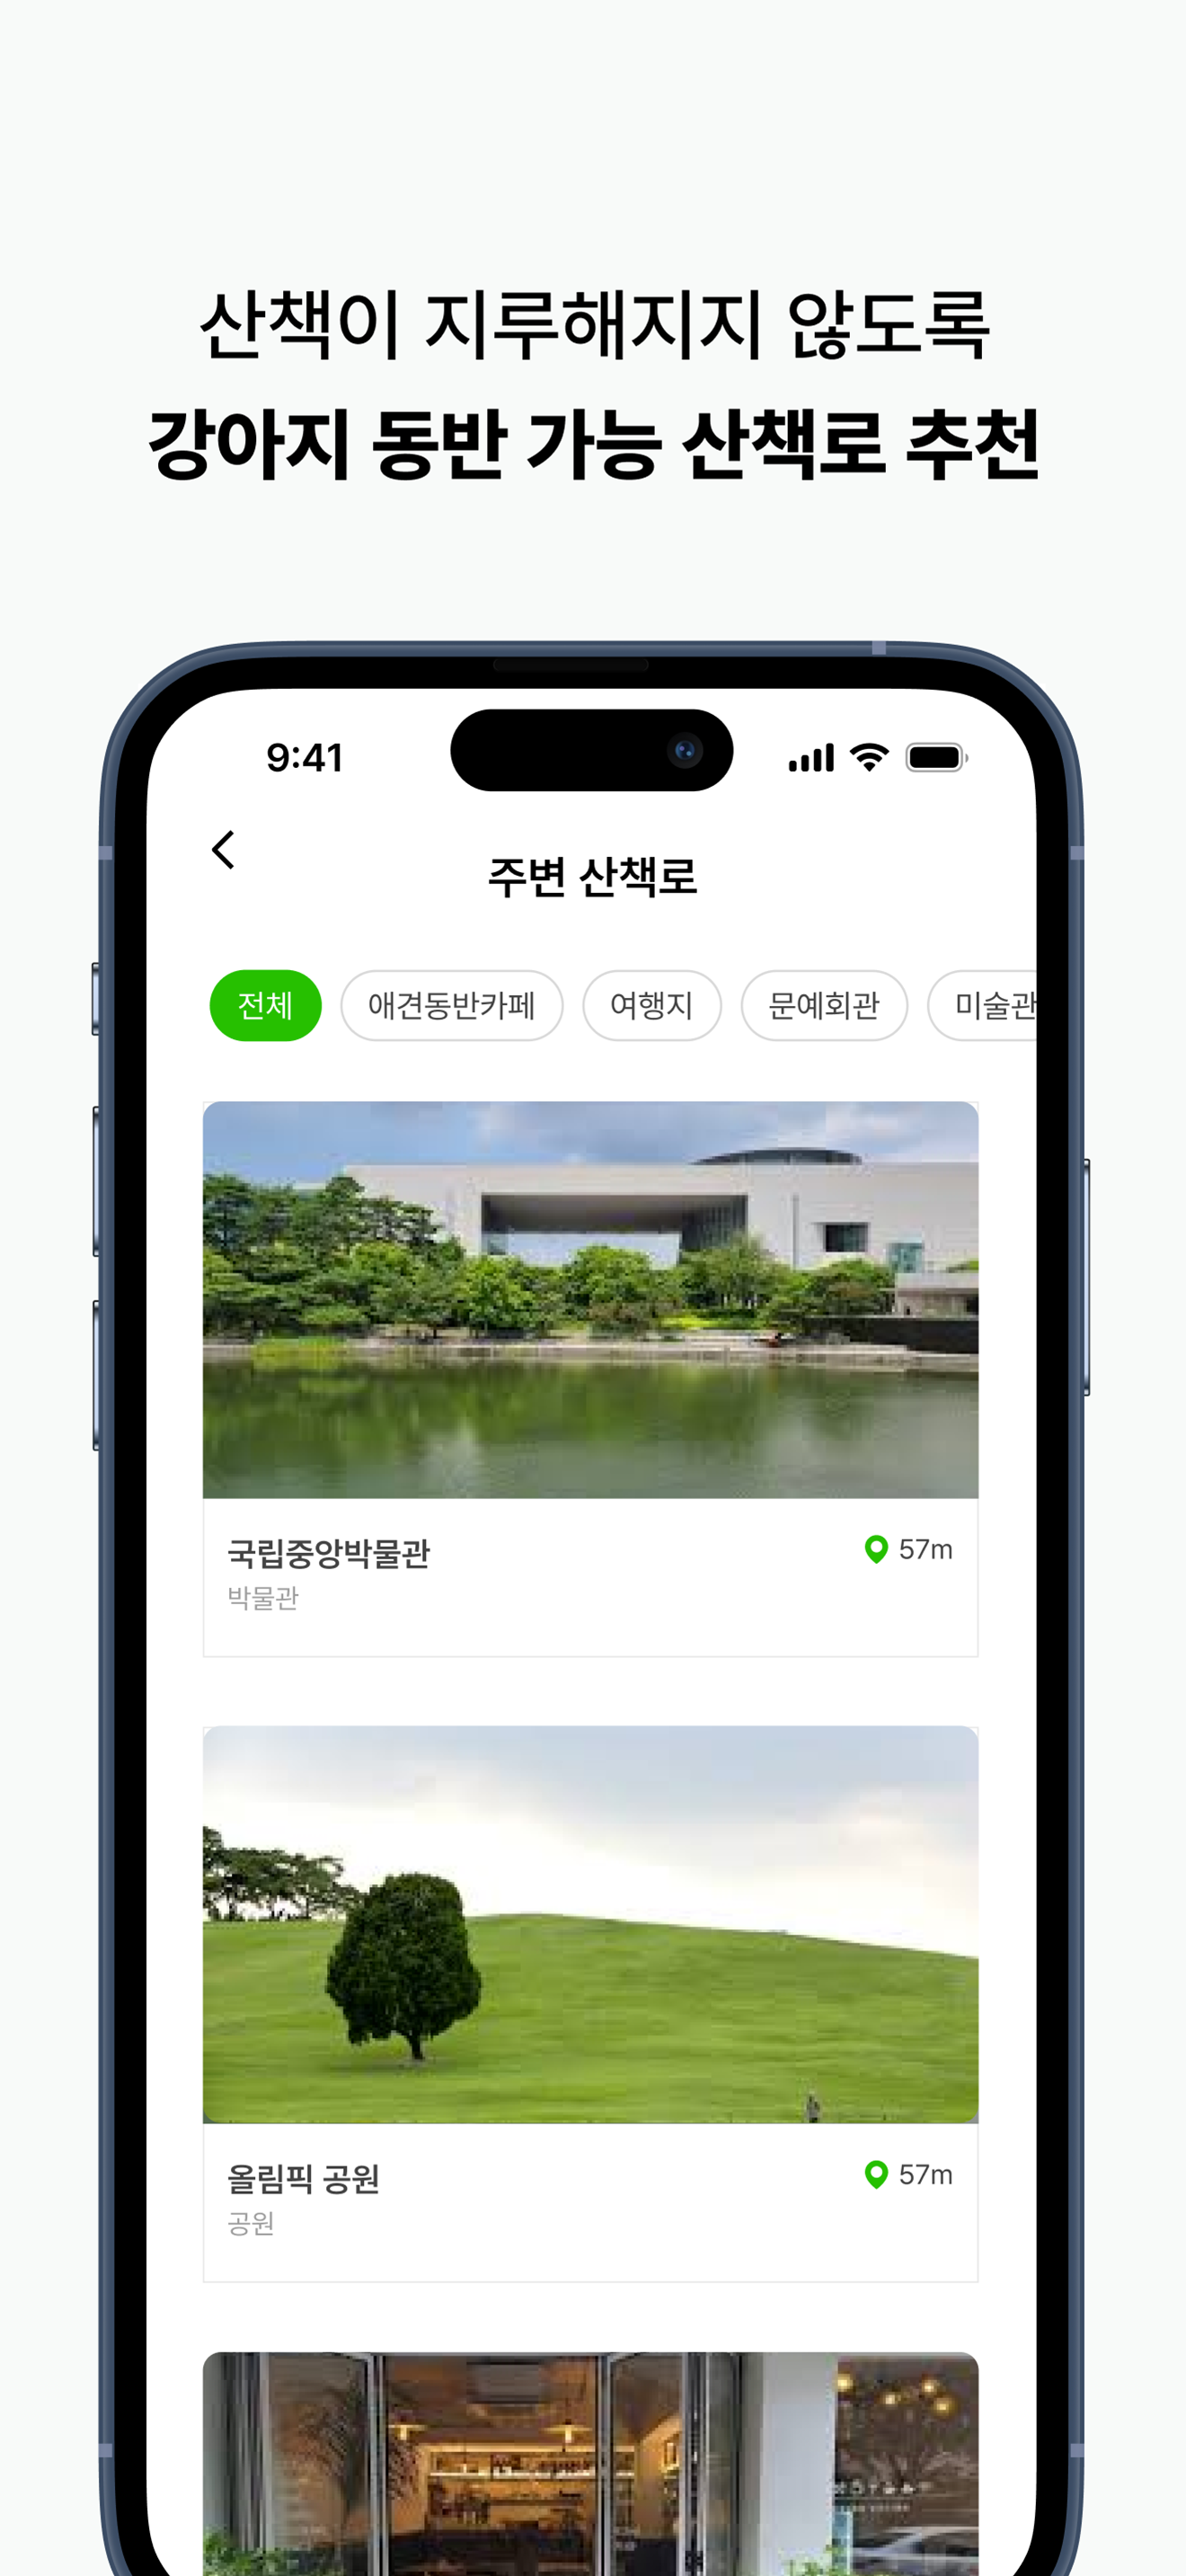 산책이 지루해지지 않도록
강아지 동반 가능 산책로 추천
9:41
주변 산책로
전체 애견동반카페 여행지 문예회관 미술관
국립중앙박물관 57m
박물관
올림픽 공원 57m
공원